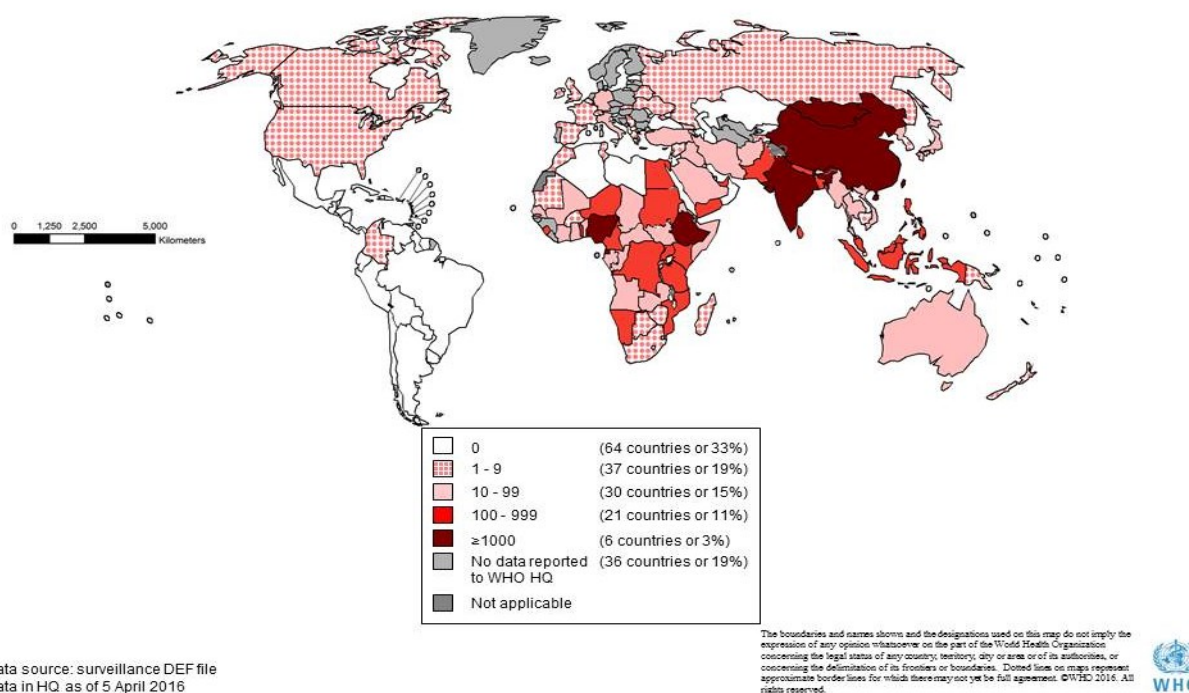 0 1,250 2,500 5,000
Kilometers
0 (64 countries or 33%)
1 - 9 (37 countries or 19%)
10 - 99 (30 countries or 15%)
100 - 999 (21 countries or 11%)
≥1000 (6 countries or 3%)
No data reported (36 countries or 19%)
to WHO HQ
Not applicable
ata source: surveillance DEF file
ata in HQ as of 5 April 2016
The boundaries and names shown and the designations used on this map do not imply the
expression of any opinion whatsoever on the part of the World Health Organization
concerning the legal status of any country, territory, city or area or of its authorities, or
concerning the delimitation of its frontiers or boundaries. Dotted lines on maps represent
approximate border lines for which there may not yet be full agreement. ©WHO 2016. All
rights reserved.
WHO